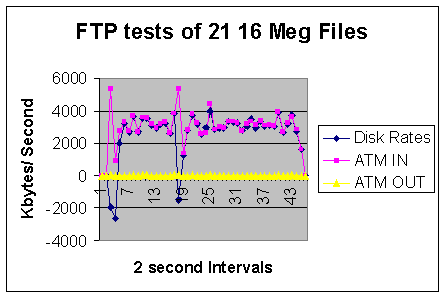 FTP tests of 21 16 Meg Files
6000
4000
2000
0
-2000
-4000
Kbytes/ Second
1
7
13
19
25
31
37
43
2 second Intervals
Disk Rates
ATM IN
ATM OUT